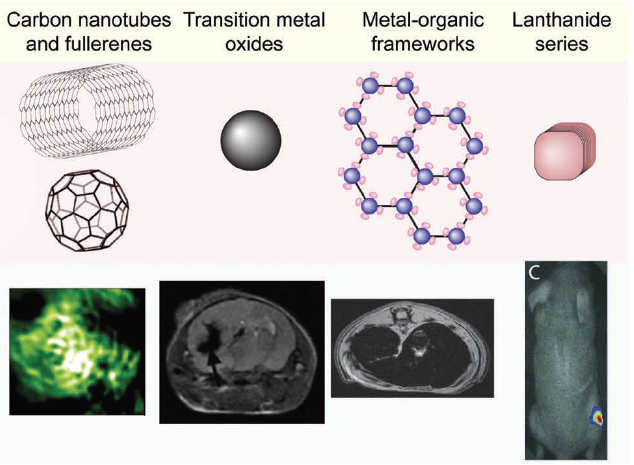 Carbon nanotubes
and fullerenes
Transition metal
oxides
Metal-organic
frameworks
Lanthanide
series
C